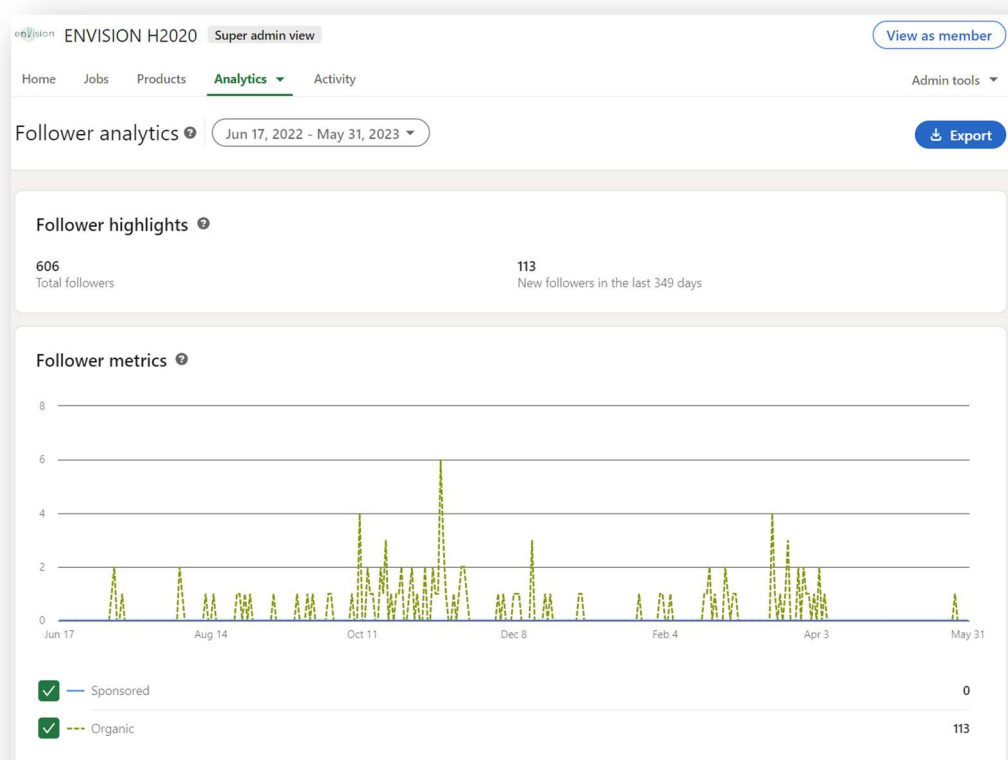 envision ENVISION H2020 Super admin view View as member
Home Jobs Products Analytics Activity Admin tools
Follower analytics Jun 17, 2022 - May 31, 2023 Export
Follower highlights
606 113
Total followers New followers in the last 349 days
Follower metrics
8
6
4
2
0
Jun 17 Aug 14 Oct 11 Dec 8 Feb 4 Apr 3 May 31
Sponsored 0
Organic 113